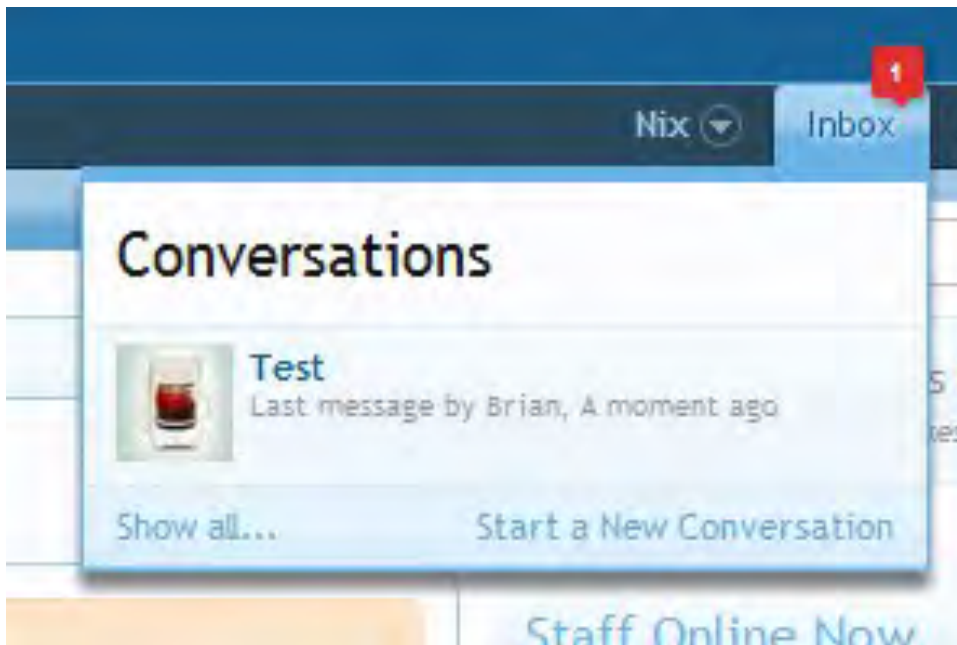 1
Nix Inbox
Conversations
Test
Last message by Brian, A moment ago
Show all...
Start a New Conversation
Staff Online Now